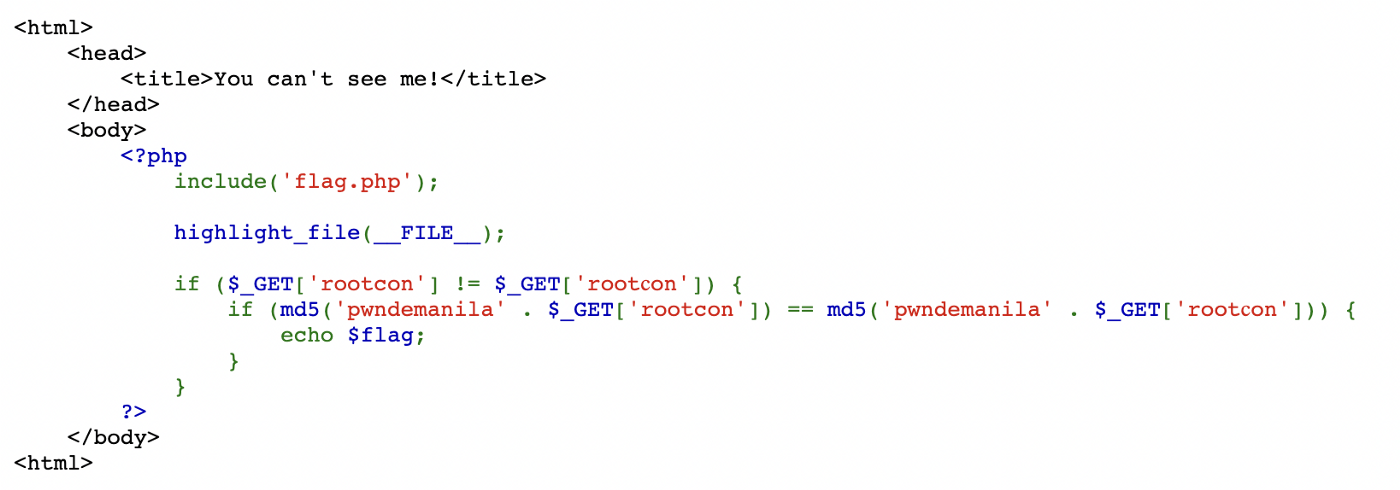 <html>
<head>
<title>You can't see me!</title>
</head>
<body>
<?php
include('flag.php');
highlight_file(__FILE__);
if ($_GET['rootcon'] != $_GET['rootcon']) {
if (md5('pwndemanila' . $_GET['rootcon']) == md5('pwndemanila' . $_GET['rootcon'])) {
echo $flag;
}
}
?>
</body>
<html>